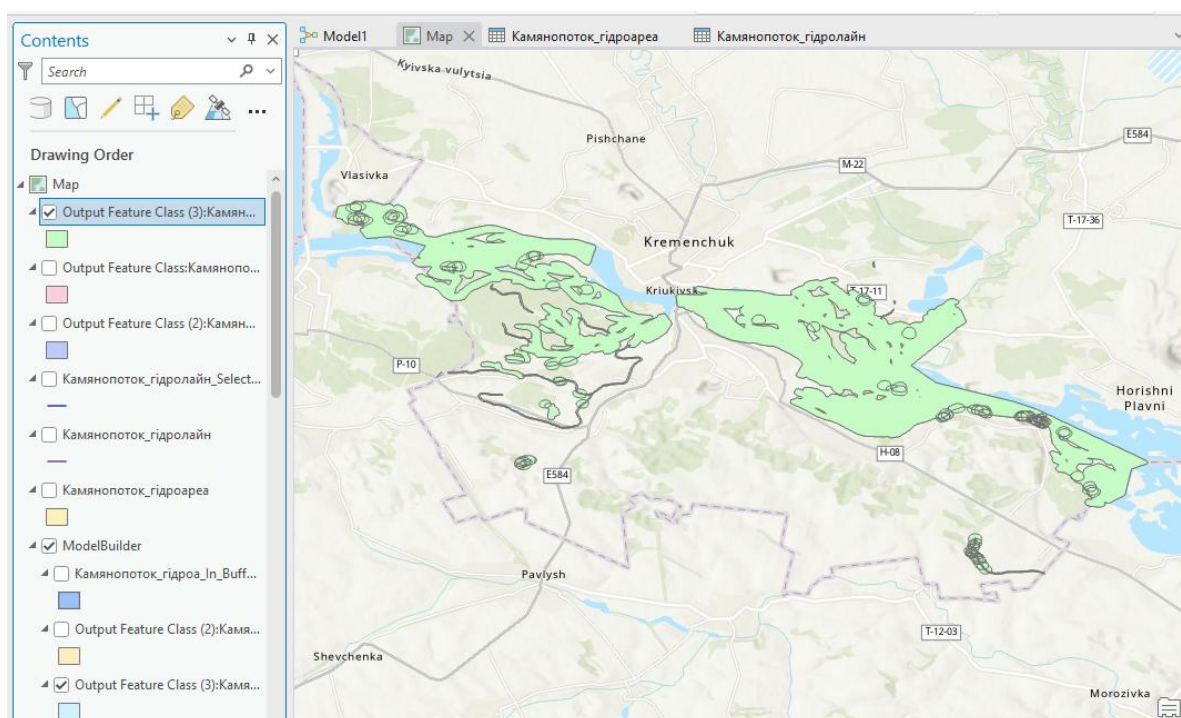 Contents
Search
Drawing Order
Map
Output Feature Class (3):Камян...
Output Feature Class:Камянопо...
Output Feature Class (2):Камян...
Камянопоток_гідролайн_Select...
Камянопоток_гідролайн
Камянопоток_гідроареа
ModelBuilder
Камянопоток_гідроа_In_Buff...
Output Feature Class (2):Камя...
Output Feature Class (3):Камя...
Model1
Map
Камянопоток_гідроареа
Камянопоток_гідролайн
Kyivska vulytsia
Pishchane
E584
M-22
Vlasivka
T-17-36
Kremenchuk
Kriukivsk
T-17-11
P-10
Horishni
Plavni
H-08
E584
Pavlysh
T-12-03
Shevchenka
Morozivka